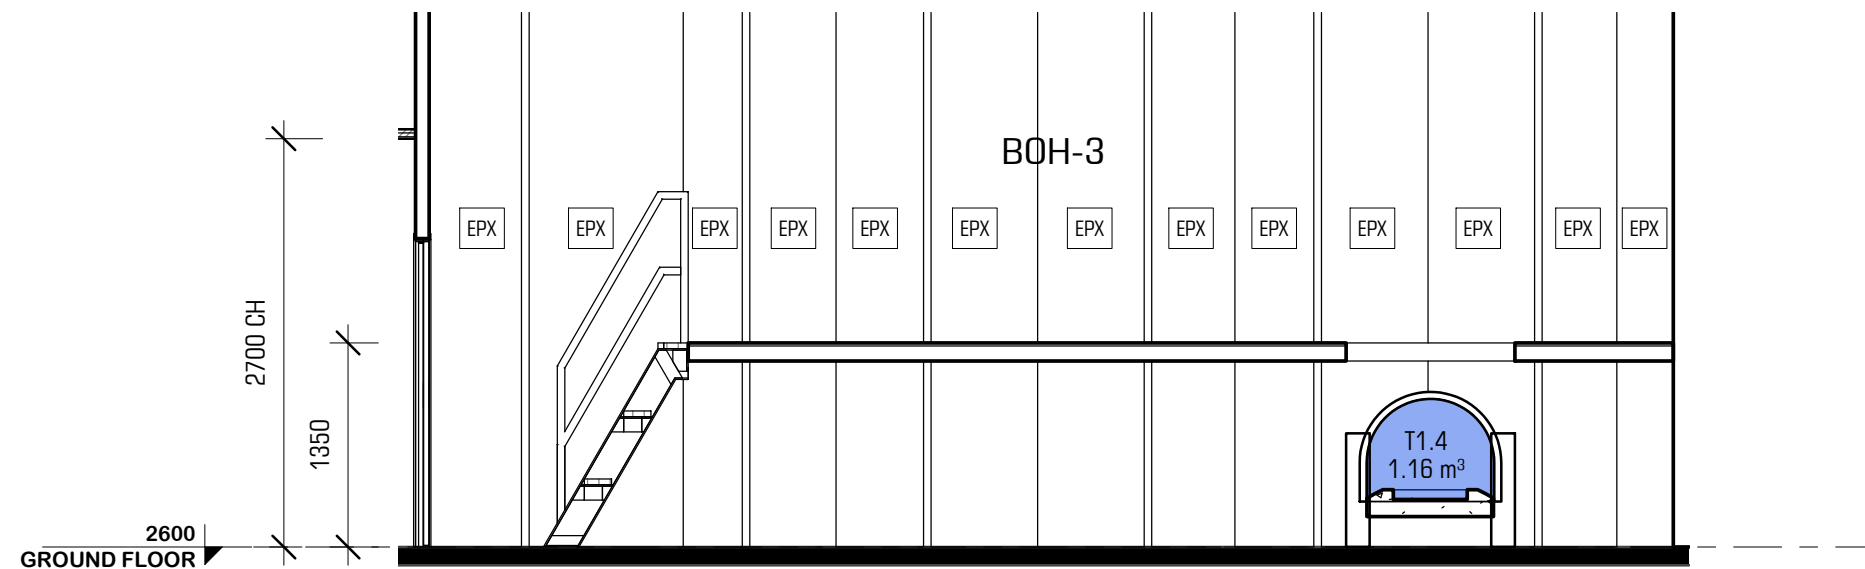 BOH-3
EPX EPX EPX EPX EPX EPX EPX EPX EPX EPX EPX EPX EPX
2700 CH
1350
T1.4
1.16 m³
2600
GROUND FLOOR